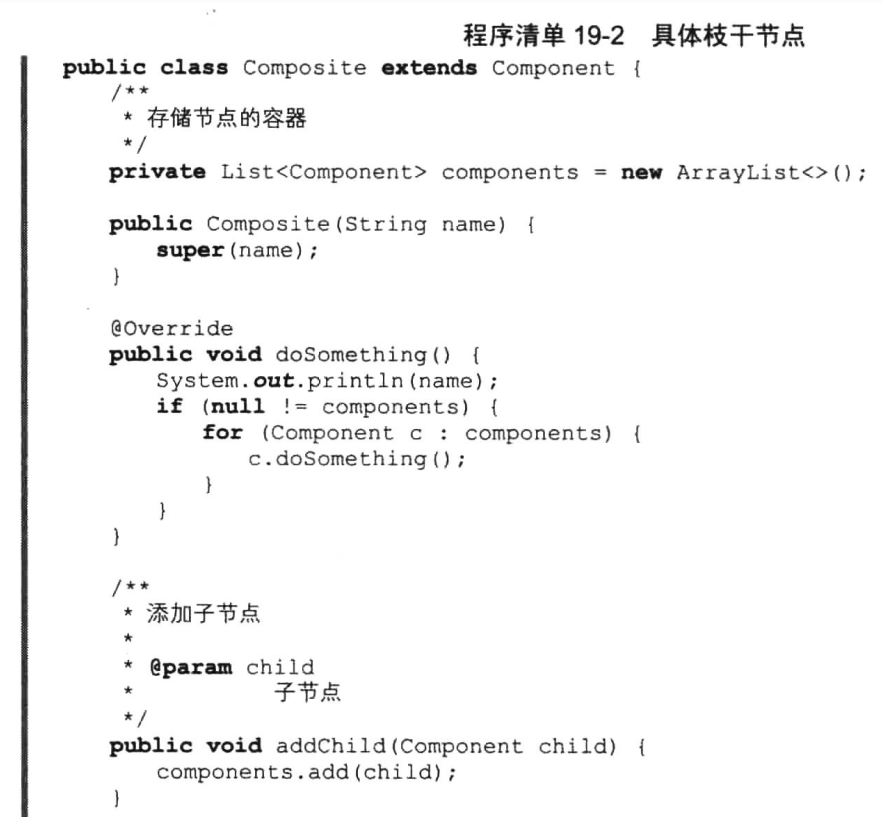 程序清单 19-2 具体枝干节点
public class Composite extends Component {
/**
* 存储节点的容器
*/
private List<Component> components = new ArrayList<>();
public Composite(String name) {
super(name);
}
@Override
public void doSomething() {
System.out.println(name);
if (null != components) {
for (Component c : components) {
c.doSomething();
}
}
}
/**
* 添加子节点
*
* @param child
* 子节点
*/
public void addChild(Component child) {
components.add(child);
}